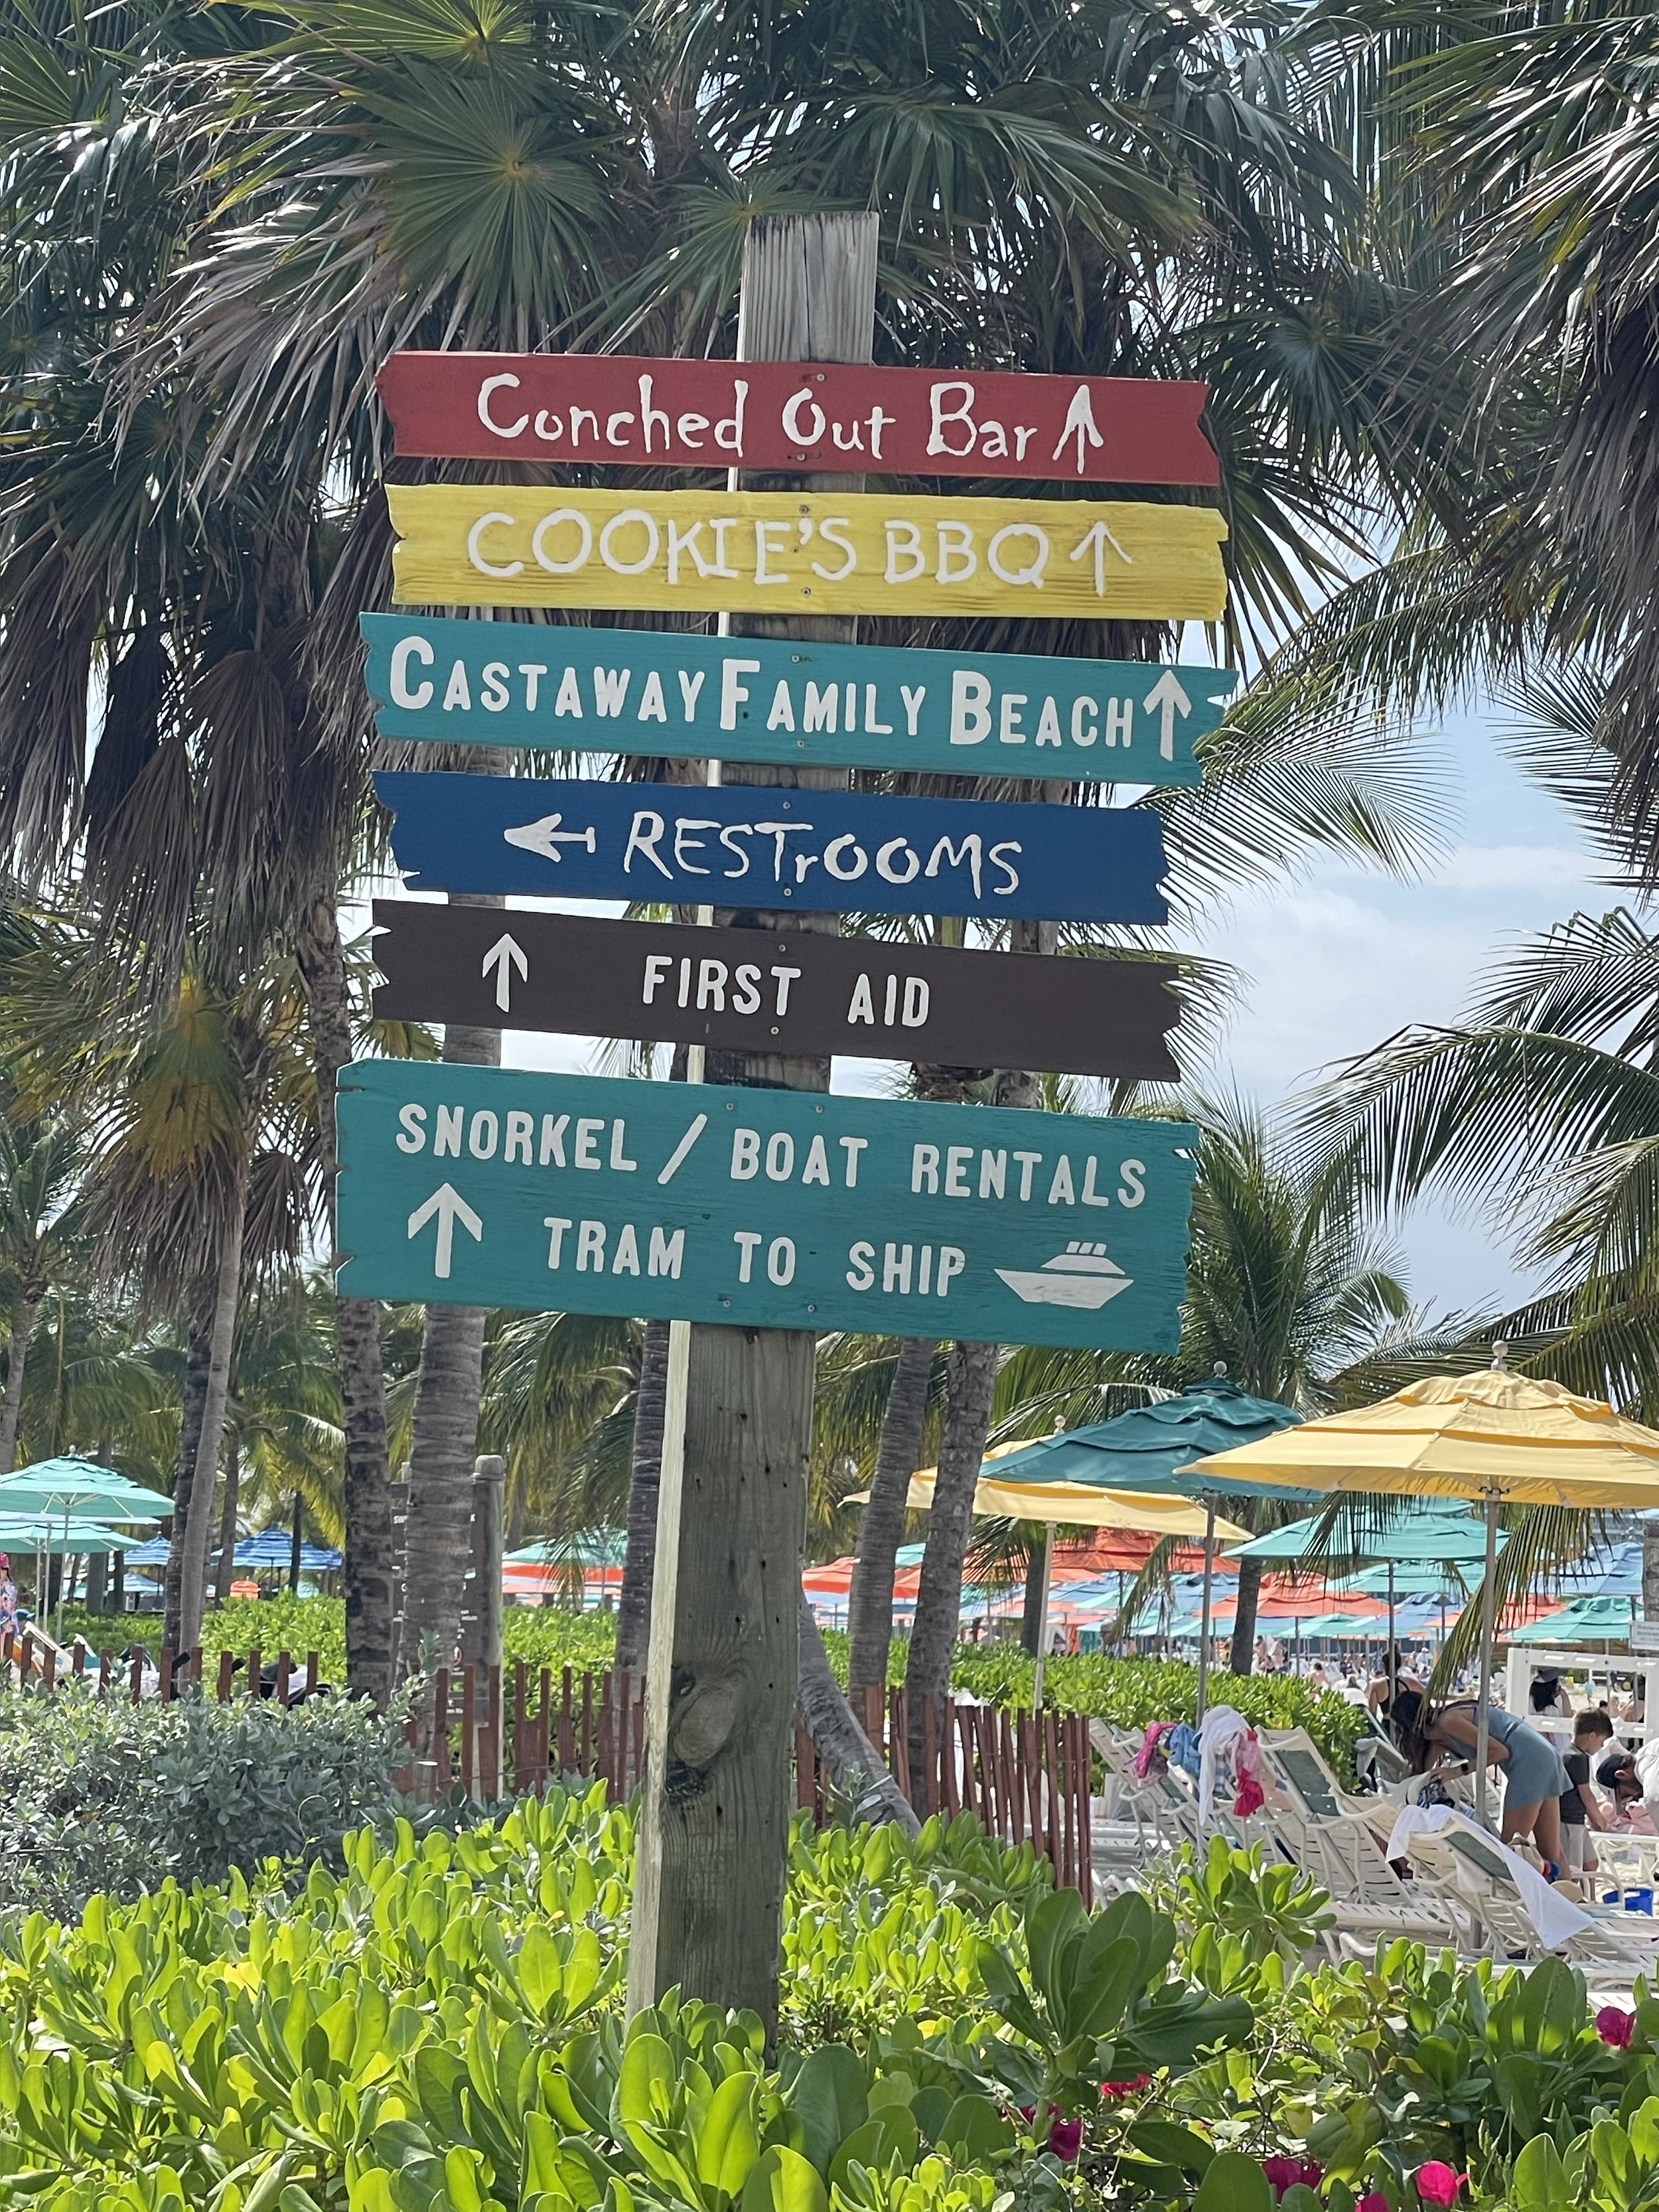 Conched Out Bar ↑
COOKIE'S BBQ ↑
CASTAWAY FAMILY BEACH ↑
← RESTrOOMS
↑ FIRST AID
SNORKEL / BOAT RENTALS
↑ TRAM TO SHIP